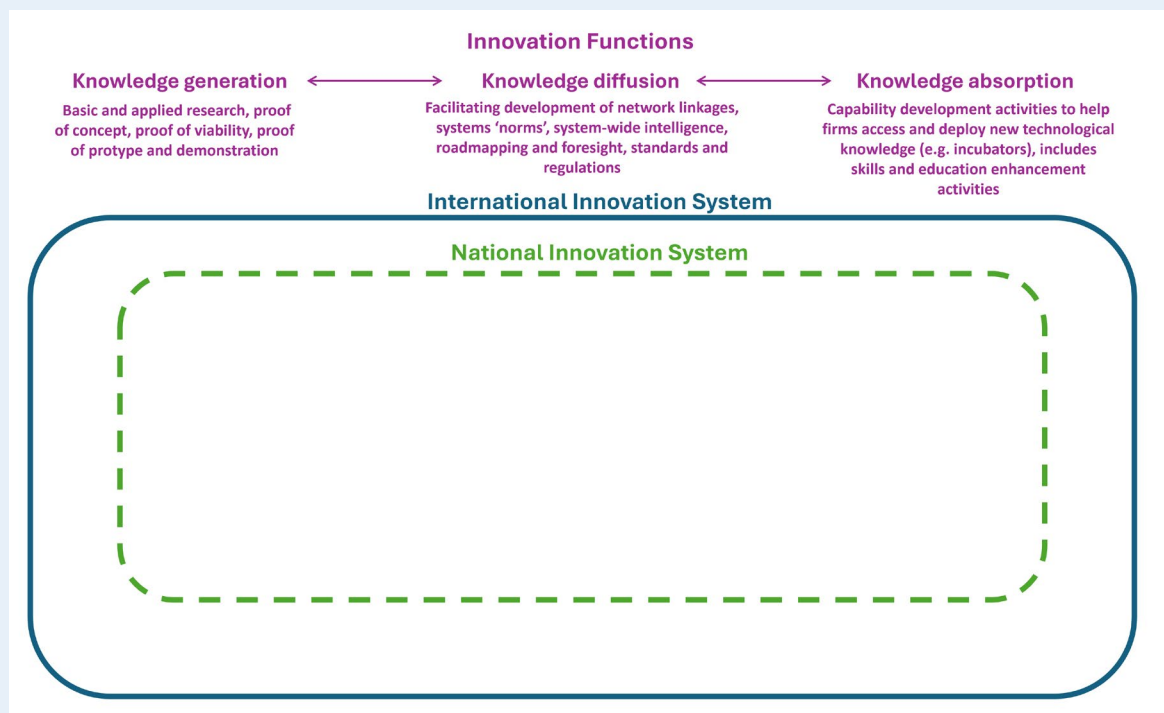 Innovation Functions
Knowledge generation
Basic and applied research, proof
of concept, proof of viability, proof
of protype and demonstration
Knowledge diffusion
Facilitating development of network linkages,
systems ‘norms’, system-wide intelligence,
roadmapping and foresight, standards and
regulations
Knowledge absorption
Capability development activities to help
firms access and deploy new technological
knowledge (e.g. incubators), includes
skills and education enhancement
activities
International Innovation System
National Innovation System